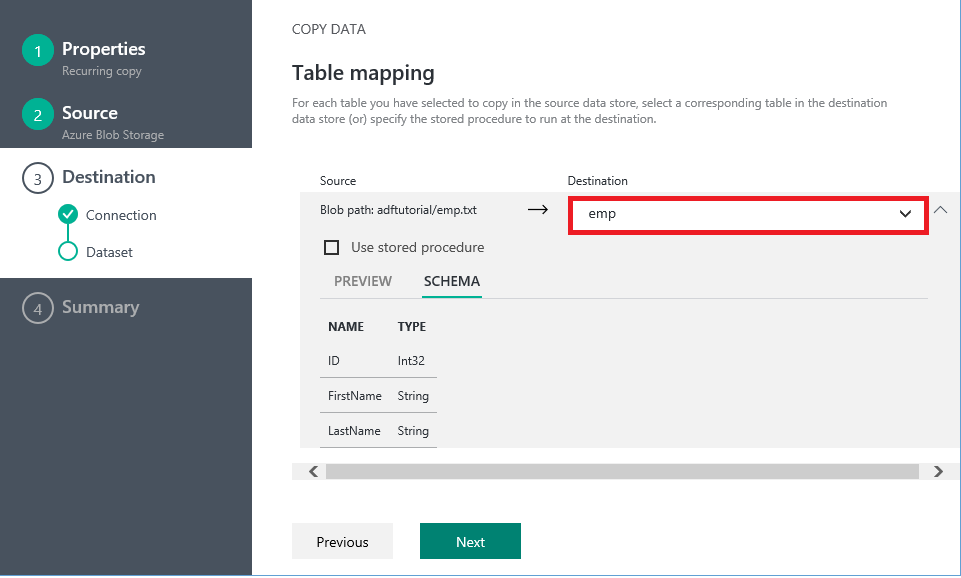 1 Properties
Recurring copy
2 Source
Azure Blob Storage
3 Destination
Connection
Dataset
4 Summary
COPY DATA
Table mapping
For each table you have selected to copy in the source data store, select a corresponding table in the destination
data store (or) specify the stored procedure to run at the destination.
Source Destination
Blob path: adftutorial/emp.txt emp
Use stored procedure
PREVIEW SCHEMA
NAME TYPE
ID Int32
FirstName String
LastName String
Previous Next